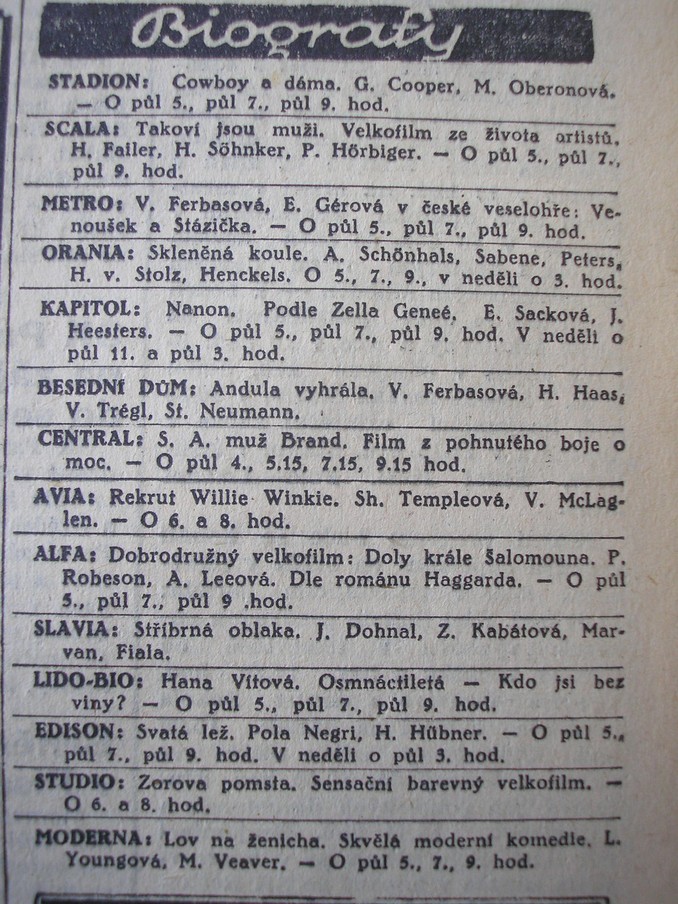 Biografy
STADION: Cowboy a dáma. G. Cooper, M. Oberonová.
— O půl 5., půl 7., půl 9. hod.
SCALA: Takoví jsou muži. Velkofilm ze života artistů.
H. Failer, H. Söhnker, P. Hörbiger. — O půl 5., půl 7.,
půl 9. hod.
METRO: V. Ferbasová, E. Gérová v české veselohře: Ve-
noušek a Stázička. — O půl 5., půl 7., půl 9. hod.
ORANIA: Skleněná koule. A. Schönhals, Sabene, Peters,
H. v. Stolz, Henckels. O 5., 7., 9., v neděli o 3. hod.
KAPITOL: Nanon. Podle Zella Geneé. E. Sacková, J.
Heesters. — O půl 5., půl 7., půl 9. hod. V neděli o
půl 11. a půl 3. hod.
BESEDNÍ DŮM: Andula vyhrála. V. Ferbasová, H. Haas,
V. Trégl, St. Neumann.
CENTRAL: S. A. muž Brand. Film z pohnutého boje o
moc. — O půl 4., 5.15, 7.15, 9.15 hod.
AVIA: Rekrut Willie Winkie. Sh. Templeová, V. McLag-
len. — O 6. a 8. hod.
ALFA: Dobrodružný velkofilm: Doly krále Šalomouna. P.
Robeson, A. Leeová. Dle románu Haggarda. — O půl
5., půl 7., půl 9 .hod.
SLAVIA: Stříbrná oblaka. J. Dohnal, Z. Kabátová, Mar-
van, Fiala.
LIDO-BIO: Hana Vítová. Osmnáctiletá — Kdo jsi bez
viny? — O půl 5., půl 7., půl 9. hod.
EDISON: Svatá lež. Pola Negri, H. Hübner. — O půl 5.,
půl 7., půl 9. hod. V neděli o půl 3. hod.
STUDIO: Zorova pomsta. Sensační barevný velkofilm. —
O 6. a 8. hod.
MODERNA: Lov na ženicha. Skvělá moderní komedie. L.
Youngová, M. Veaver. — O půl 5., 7., 9. hod.